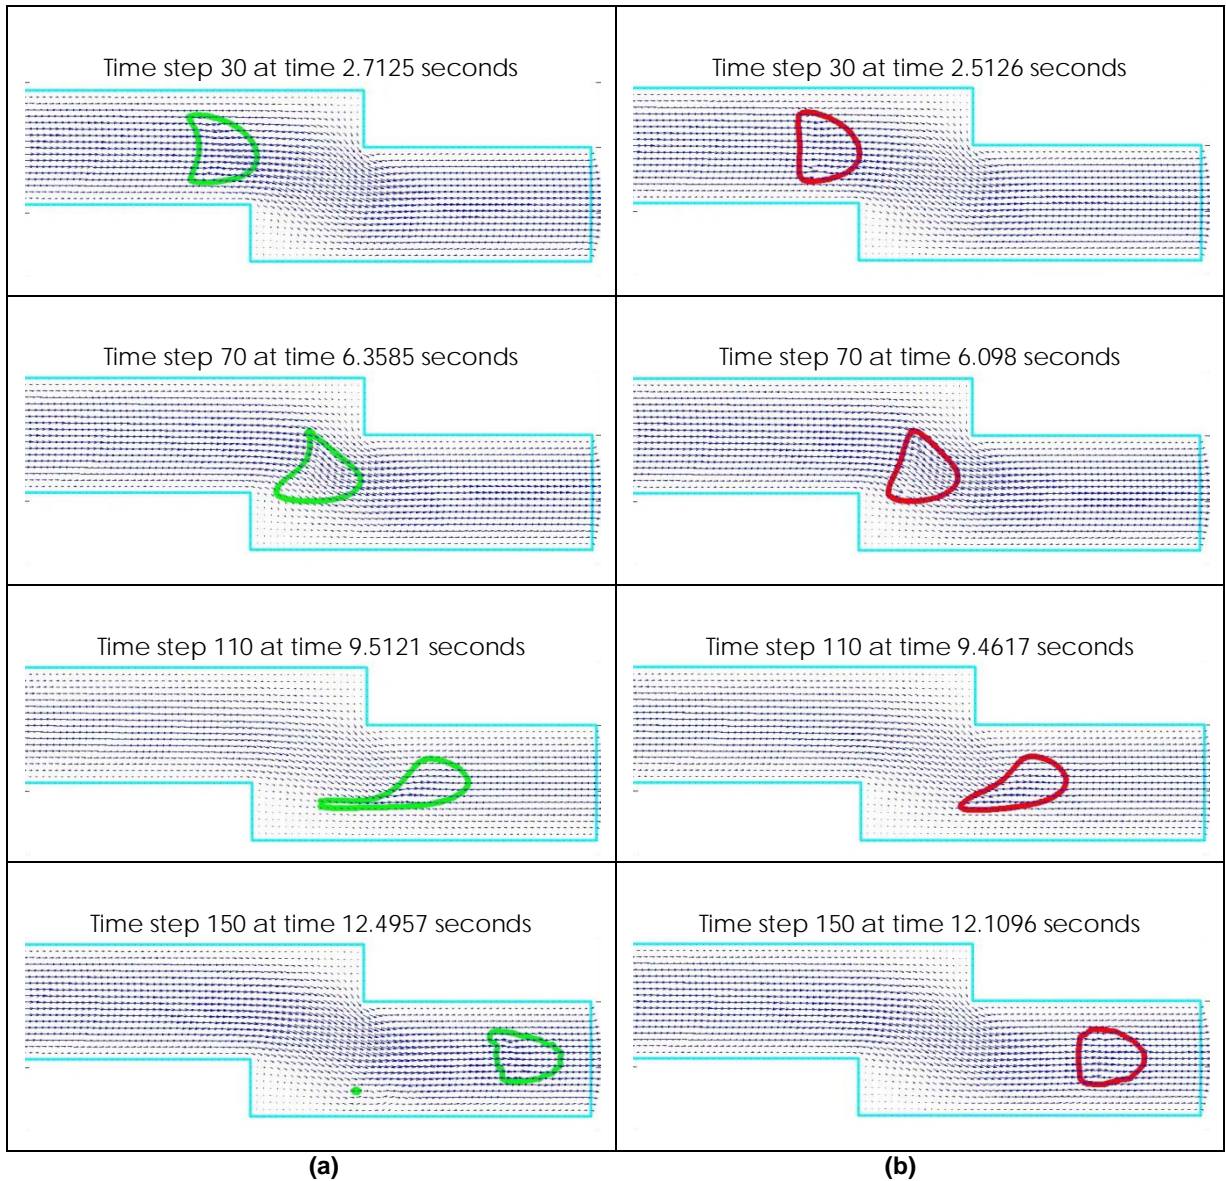 Time step 30 at time 2.7125 seconds
Time step 30 at time 2.5126 seconds
Time step 70 at time 6.3585 seconds
Time step 70 at time 6.098 seconds
Time step 110 at time 9.5121 seconds
Time step 110 at time 9.4617 seconds
Time step 150 at time 12.4957 seconds
Time step 150 at time 12.1096 seconds
(a)
(b)